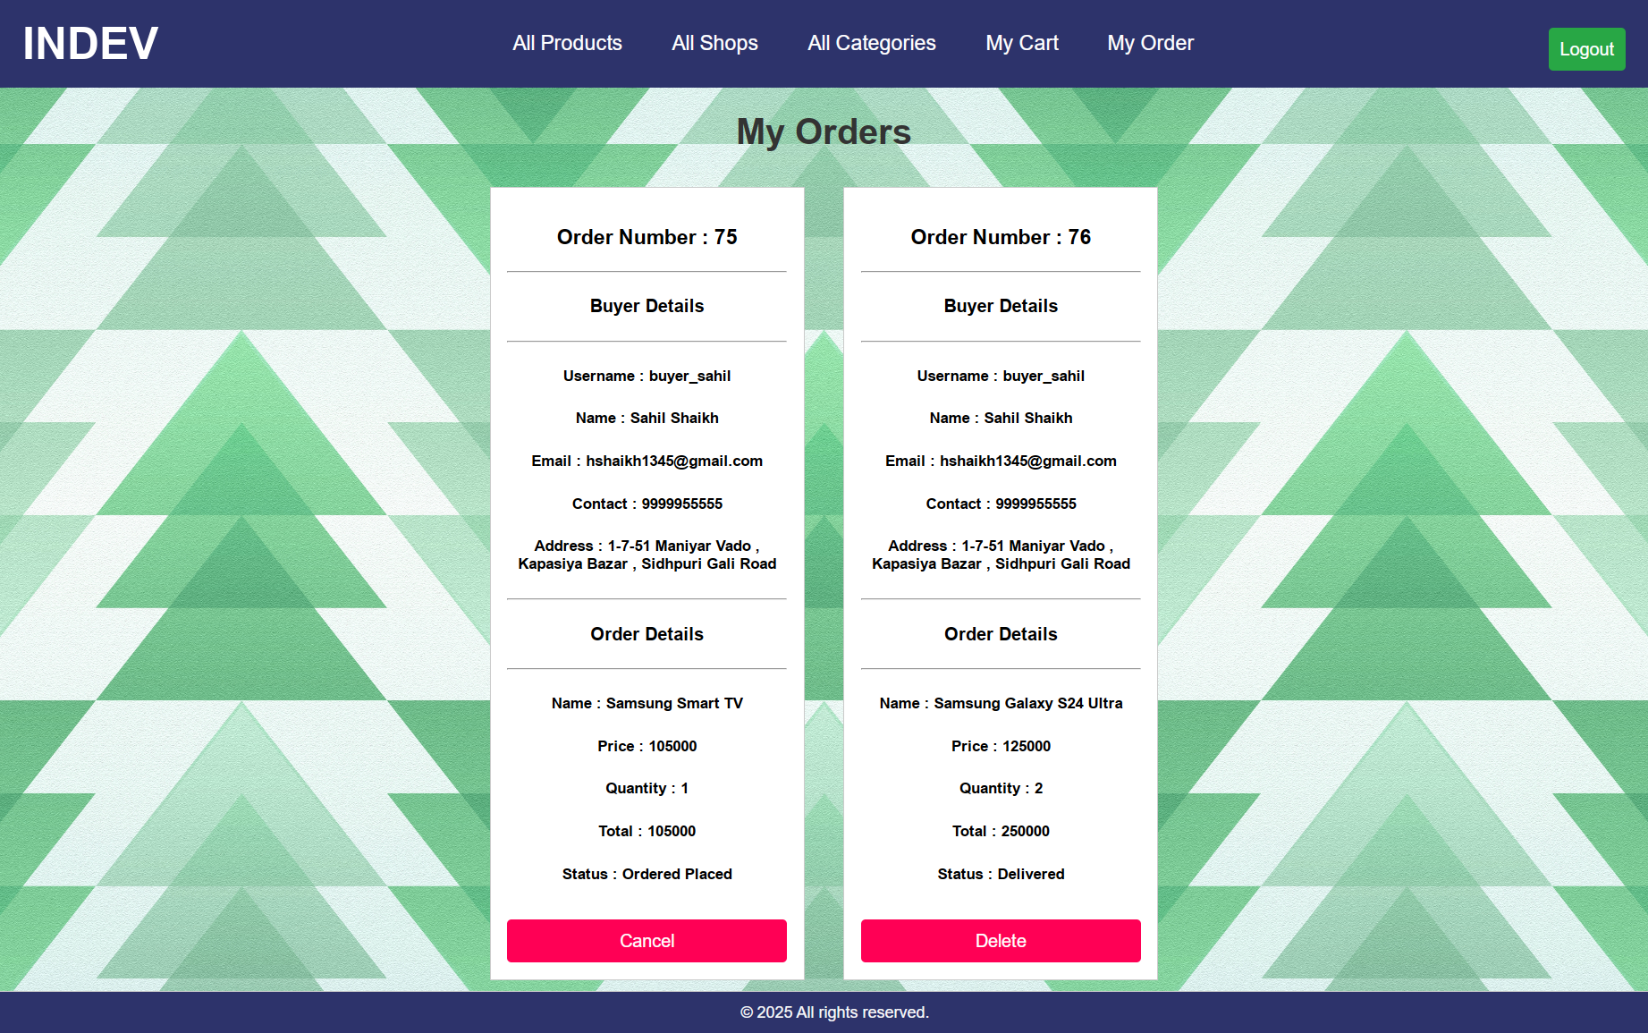 INDEV
All Products
All Shops
All Categories
My Cart
My Order
Logout
My Orders
Order Number : 75
Buyer Details
Username : buyer_sahil
Name : Sahil Shaikh
Email : hshaikh1345@gmail.com
Contact : 9999955555
Address : 1-7-51 Maniyar Vado ,
Kapasiya Bazar , Sidhpuri Gali Road
Order Details
Name : Samsung Smart TV
Price : 105000
Quantity : 1
Total : 105000
Status : Ordered Placed
Cancel
Order Number : 76
Buyer Details
Username : buyer_sahil
Name : Sahil Shaikh
Email : hshaikh1345@gmail.com
Contact : 9999955555
Address : 1-7-51 Maniyar Vado ,
Kapasiya Bazar , Sidhpuri Gali Road
Order Details
Name : Samsung Galaxy S24 Ultra
Price : 125000
Quantity : 2
Total : 250000
Status : Delivered
Delete
© 2025 All rights reserved.